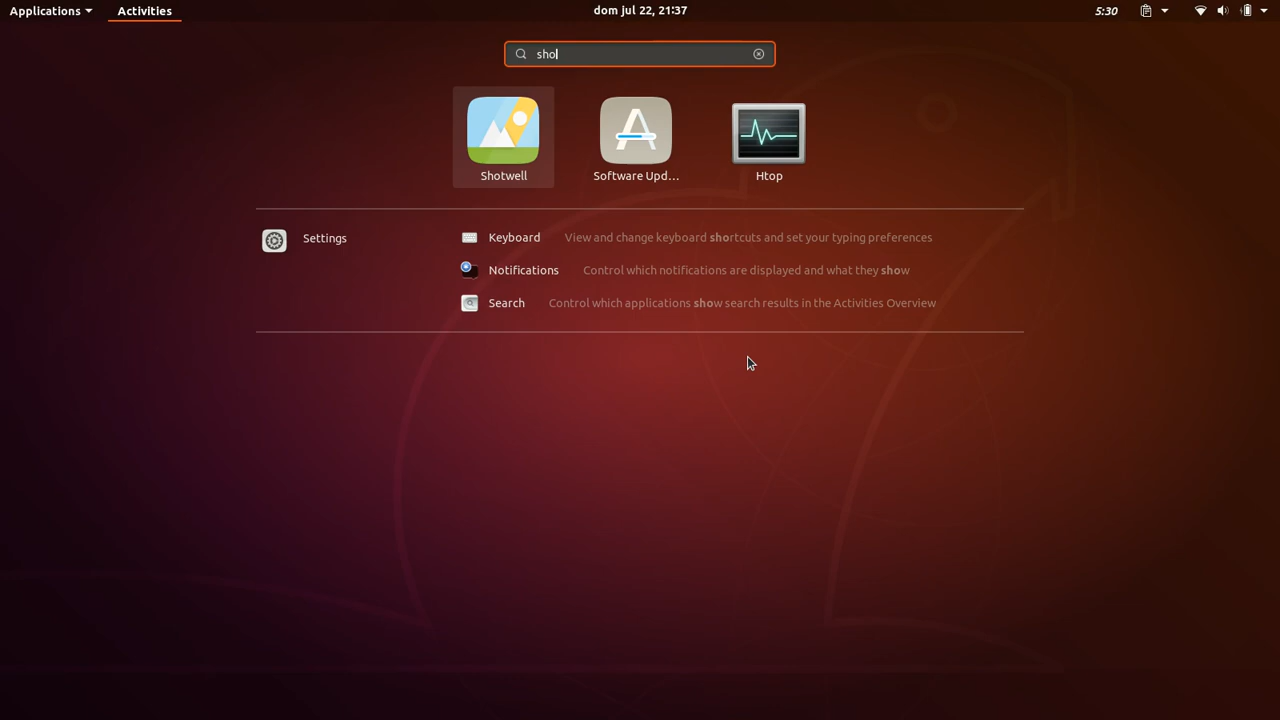 Applications Activities dom jul 22, 21:37 5:30
sho
Shotwell Software Upd... Htop
Settings
Keyboard View and change keyboard shortcuts and set your typing preferences
Notifications Control which notifications are displayed and what they show
Search Control which applications show search results in the Activities Overview